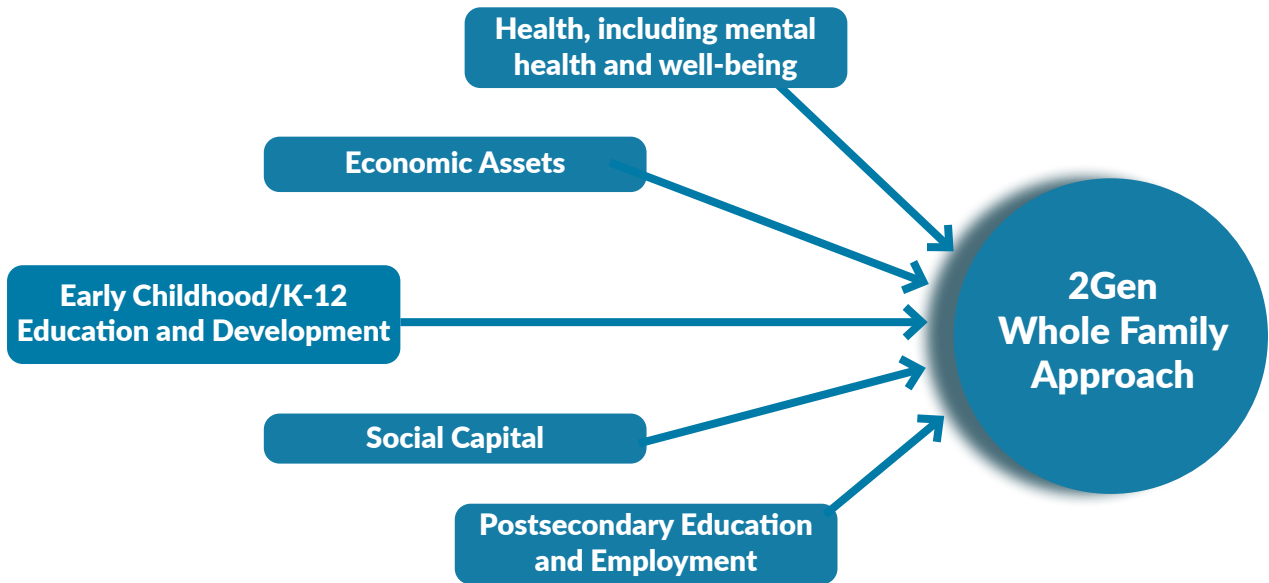 Health, including mental
health and well-being
Economic Assets
Early Childhood/K-12
Education and Development
Social Capital
Postsecondary Education
and Employment
2Gen
Whole Family
Approach